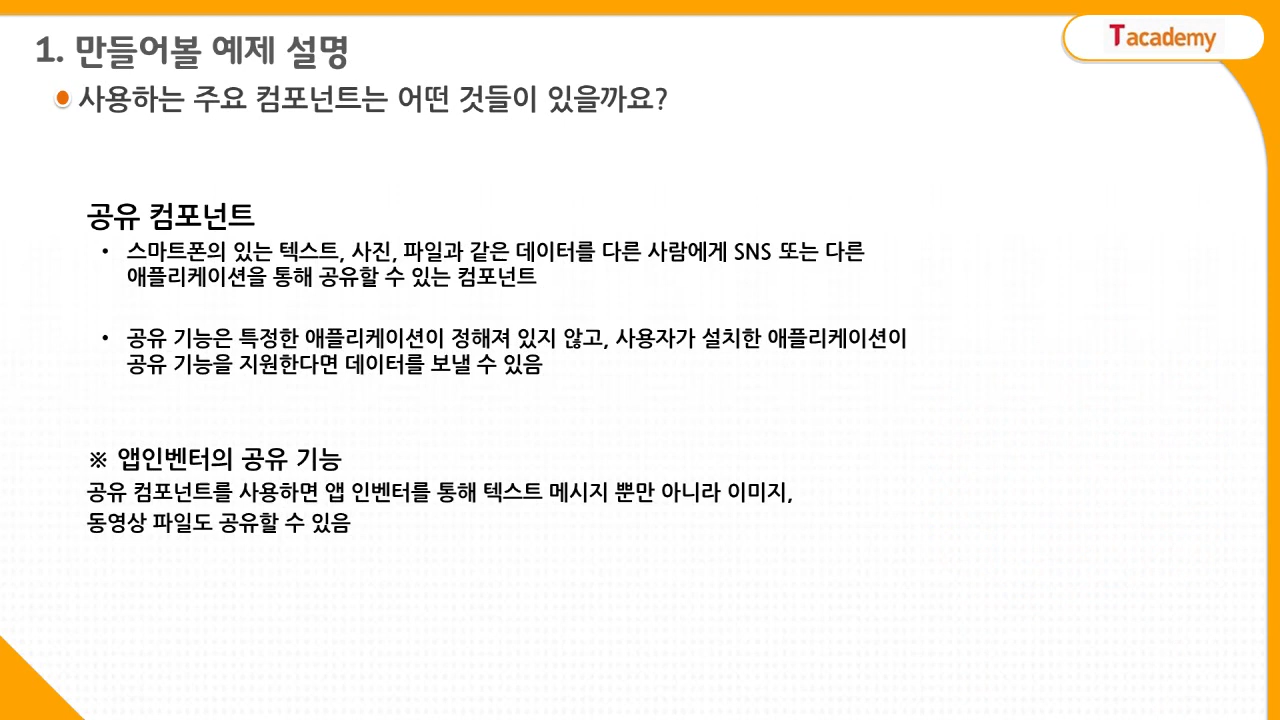 Tacademy
1. 만들어볼 예제 설명
사용하는 주요 컴포넌트는 어떤 것들이 있을까요?
공유 컴포넌트
• 스마트폰의 있는 텍스트, 사진, 파일과 같은 데이터를 다른 사람에게 SNS 또는 다른
애플리케이션을 통해 공유할 수 있는 컴포넌트
• 공유 기능은 특정한 애플리케이션이 정해져 있지 않고, 사용자가 설치한 애플리케이션이
공유 기능을 지원한다면 데이터를 보낼 수 있음
※ 앱인벤터의 공유 기능
공유 컴포넌트를 사용하면 앱 인벤터를 통해 텍스트 메시지 뿐만 아니라 이미지,
동영상 파일도 공유할 수 있음